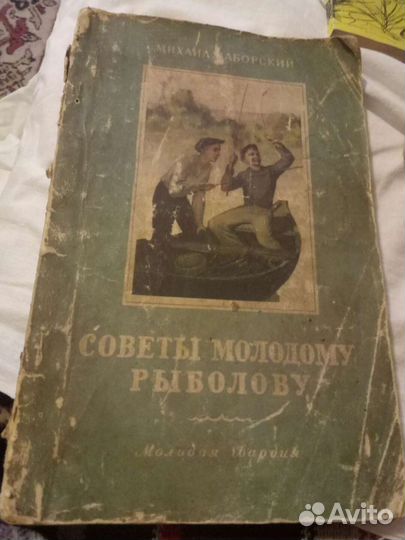 МИХАИЛ ЗАБОРСКИЙ
СОВЕТЫ МОЛОДОМУ
РЫБОЛОВУ
Молодая гвардия
Avito